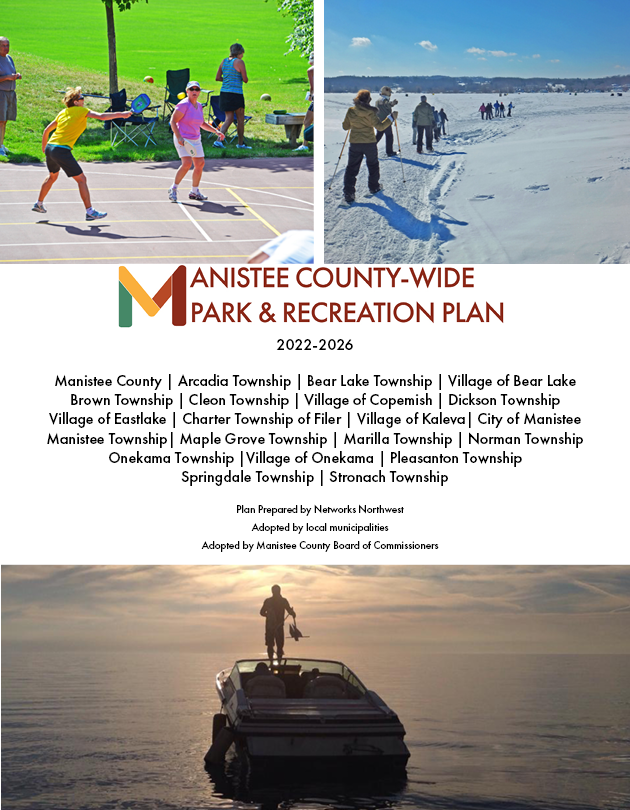 MANISTEE COUNTY-WIDE
PARK & RECREATION PLAN
2022-2026
Manistee County | Arcadia Township | Bear Lake Township | Village of Bear Lake
Brown Township | Cleon Township | Village of Copemish | Dickson Township
Village of Eastlake | Charter Township of Filer | Village of Kaleva| City of Manistee
Manistee Township| Maple Grove Township | Marilla Township | Norman Township
Onekama Township |Village of Onekama | Pleasanton Township
Springdale Township | Stronach Township
Plan Prepared by Networks Northwest
Adopted by local municipalities
Adopted by Manistee County Board of Commissioners